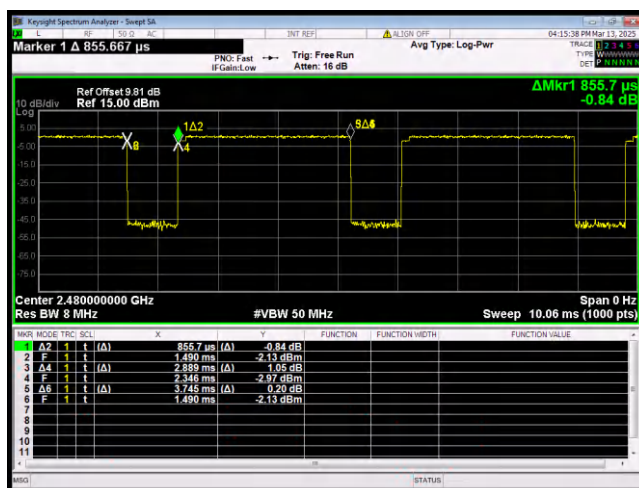 Keysight Spectrum Analyzer - Swept SA
L RF 50 Ω AC INT REF ALIGN OFF 04:15:38 PM Mar 13, 2025
Marker 1 Δ 855.667 μs
PNO: Fast
IFGain:Low
Trig: Free Run
Atten: 16 dB
Avg Type: Log-Pwr
TRACE 1 2 3 4 5
TYPE W
DET P N N N N N
Ref Offset 9.81 dB
Ref 15.00 dBm
10 dB/div
Log
ΔMkr1 855.7 μs
-0.84 dB
5.00
-5.00
-15.0
-25.0
-35.0
-45.0
-55.0
-65.0
-75.0
1Δ2
4
Center 2.480000000 GHz
Span 0 Hz
Res BW 8 MHz
#VBW 50 MHz
Sweep 10.06 ms (1000 pts)
MKR MODE TRC SCL X Y FUNCTION FUNCTION WIDTH FUNCTION VALUE
1 Δ2 1 t (Δ) 855.7 μs (Δ) -0.84 dB
2 F 1 t 1.490 ms -2.13 dBm
3 Δ4 1 t (Δ) 2.889 ms (Δ) 1.05 dB
4 F 1 t 2.346 ms -2.97 dBm
5 Δ6 1 t (Δ) 3.745 ms (Δ) 0.20 dB
6 F 1 t 1.490 ms -2.13 dBm
7
8
9
10
11
MSG STATUS